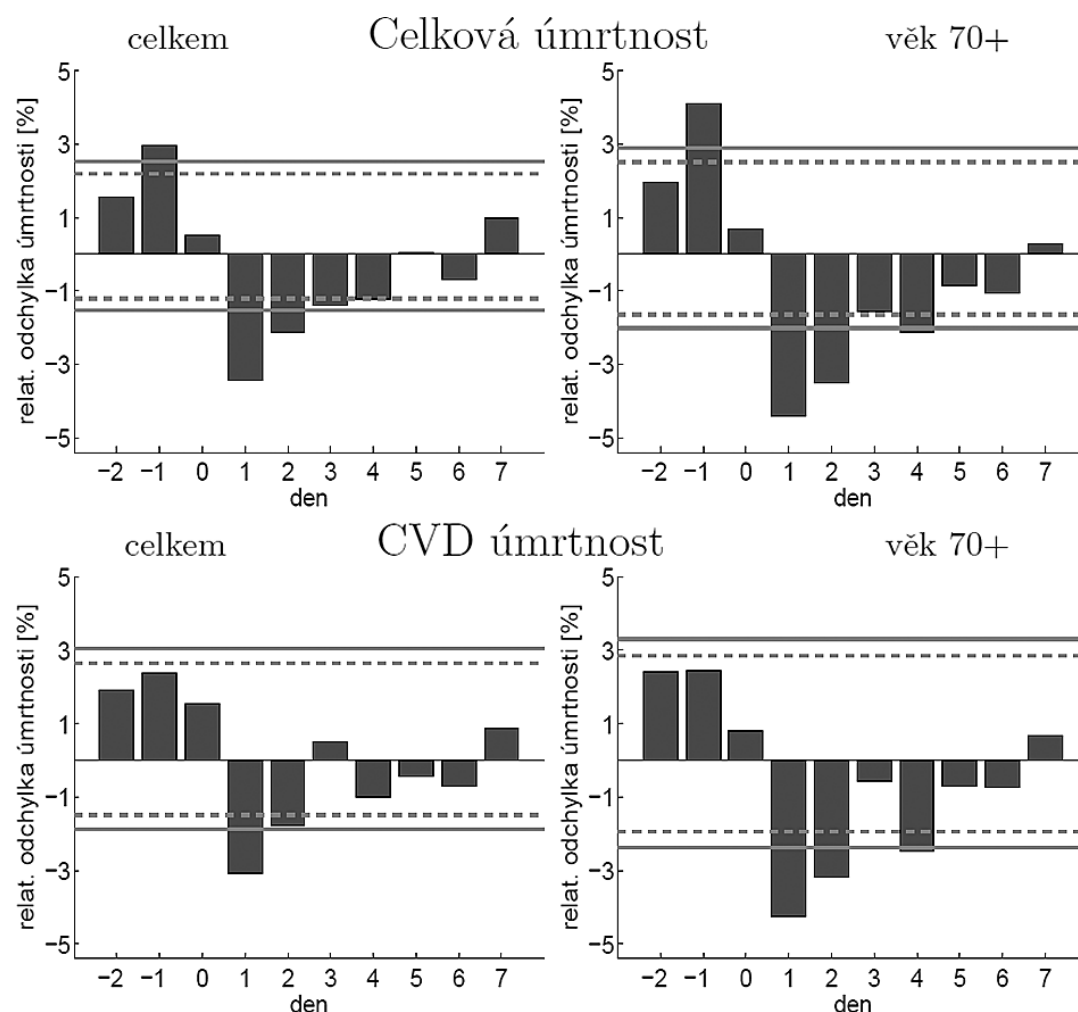 celkem Celková úmrtnost věk 70+
relat. odchylka úmrtnosti [%]
5
3
1
−1
−3
−5
−2 −1 0 1 2 3 4 5 6 7
den
relat. odchylka úmrtnosti [%]
5
3
1
−1
−3
−5
−2 −1 0 1 2 3 4 5 6 7
den
celkem CVD úmrtnost věk 70+
relat. odchylka úmrtnosti [%]
5
3
1
−1
−3
−5
−2 −1 0 1 2 3 4 5 6 7
den
relat. odchylka úmrtnosti [%]
5
3
1
−1
−3
−5
−2 −1 0 1 2 3 4 5 6 7
den